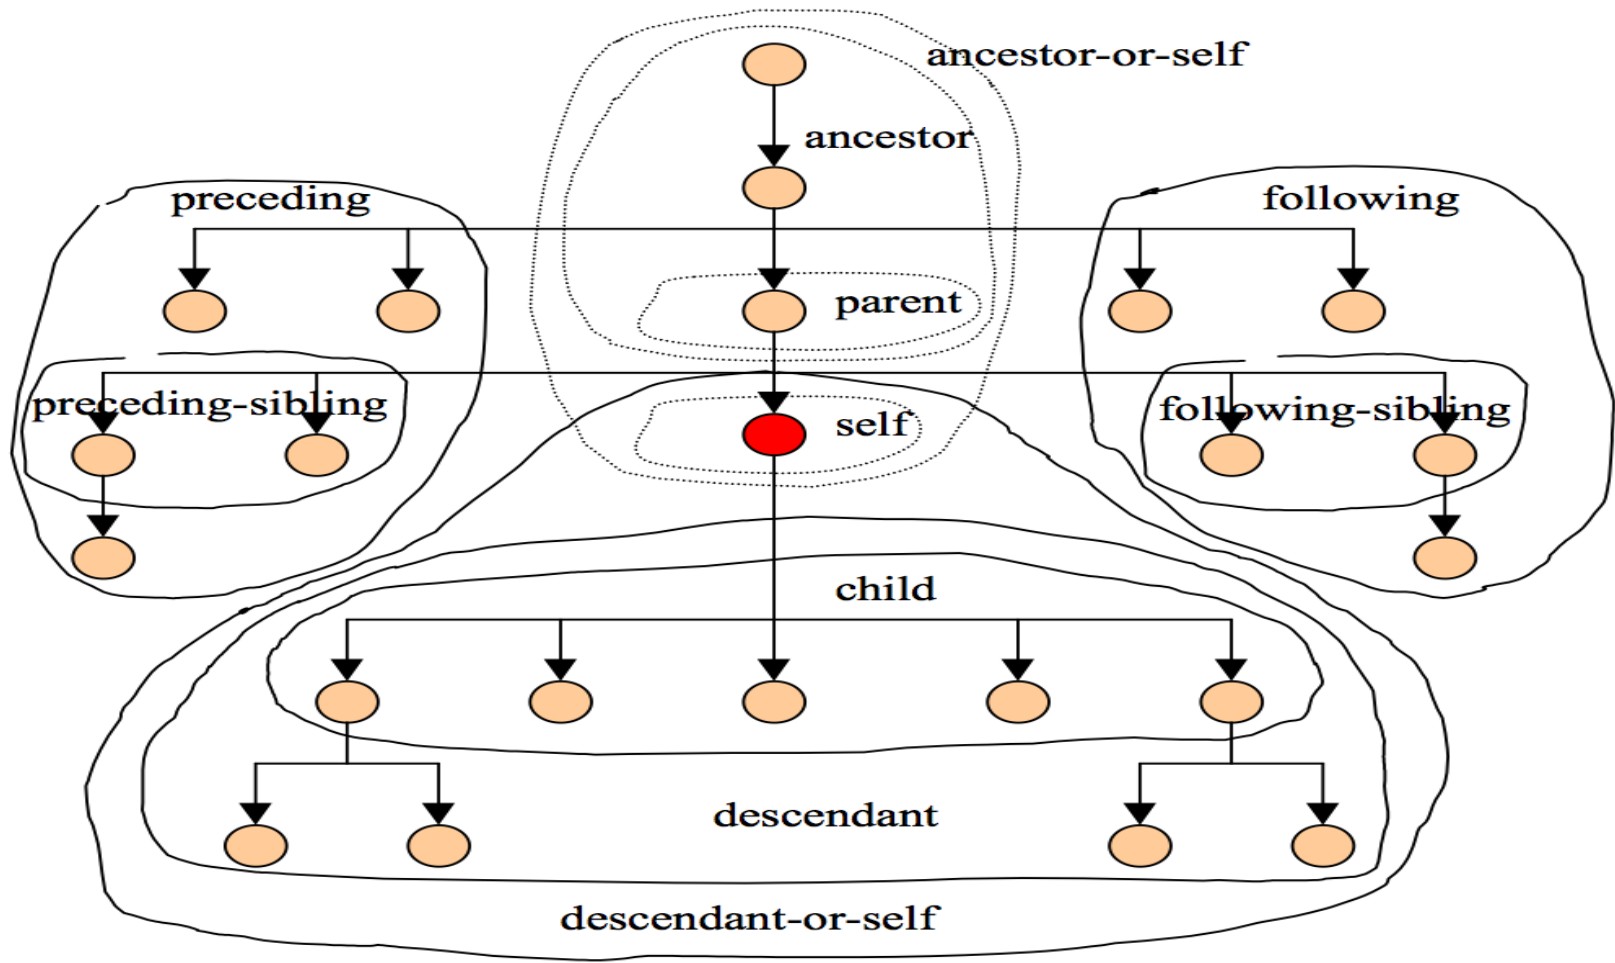 ancestor-or-self
ancestor
preceding
following
parent
preceding-sibling
self
following-sibling
child
descendant
descendant-or-self